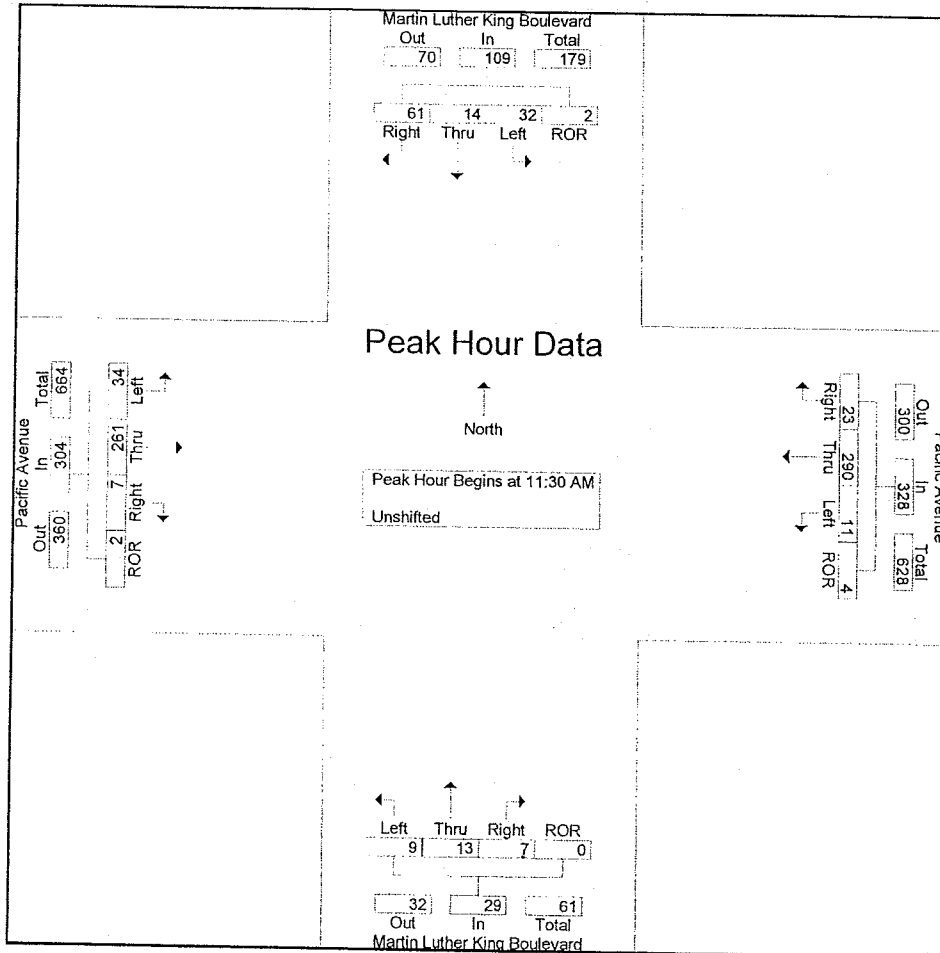 Martin Luther King Boulevard
Out In Total
70 109 179
61 14 32 2
Right Thru Left ROR
Peak Hour Data
North
Peak Hour Begins at 11:30 AM
Unshifted
Pacific Avenue
Out In Total
360 304 664
2 7 261 34
ROR Right Thru Left
Pacific Avenue
Out In Total
300 328 628
23 290 11 4
Right Thru Left ROR
Left Thru Right ROR
9 13 7 0
32 29 61
Out In Total
Martin Luther King Boulevard